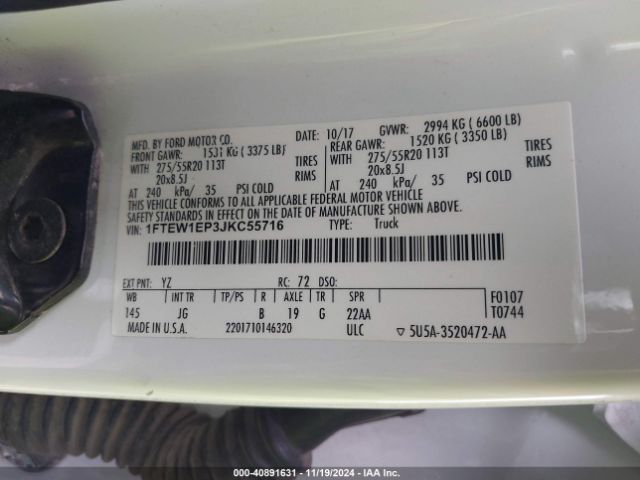 MFD. BY FORD MOTOR CO. DATE: 10/17 GVWR: 2994 KG ( 6600 LB)
FRONT GAWR: 1531 KG ( 3375 LB) REAR GAWR: 1520 KG ( 3350 LB)
WITH 275/55R20 113T TIRES WITH 275/55R20 113T TIRES
20x8.5J RIMS 20x8.5J RIMS
AT 240 kPa/ 35 PSI COLD AT 240 kPa/ 35 PSI COLD
THIS VEHICLE CONFORMS TO ALL APPLICABLE FEDERAL MOTOR VEHICLE
SAFETY STANDARDS IN EFFECT ON THE DATE OF MANUFACTURE SHOWN ABOVE.
VIN: 1FTEW1EP3JKC55716 TYPE: Truck
EXT PNT: YZ RC: 72 DSO:
WB INT TR TP/PS R AXLE TR SPR F0107
145 JG B 19 G 22AA T0744
MADE IN U.S.A. 2201710146320 ULC ▽ 5U5A-3520472-AA
000-40891631 - 11/19/2024 - IAA Inc.